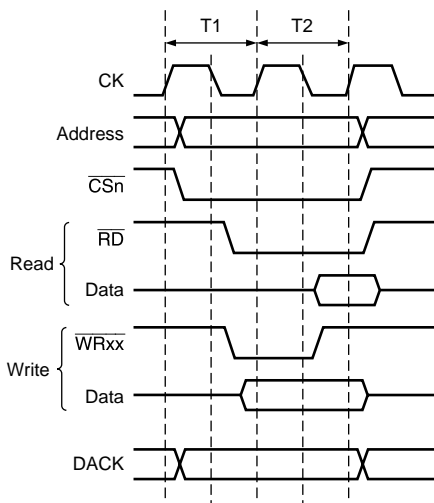 T1 T2
CK
Address
CSn
RD
Read
Data
WRxx
Write
Data
DACK